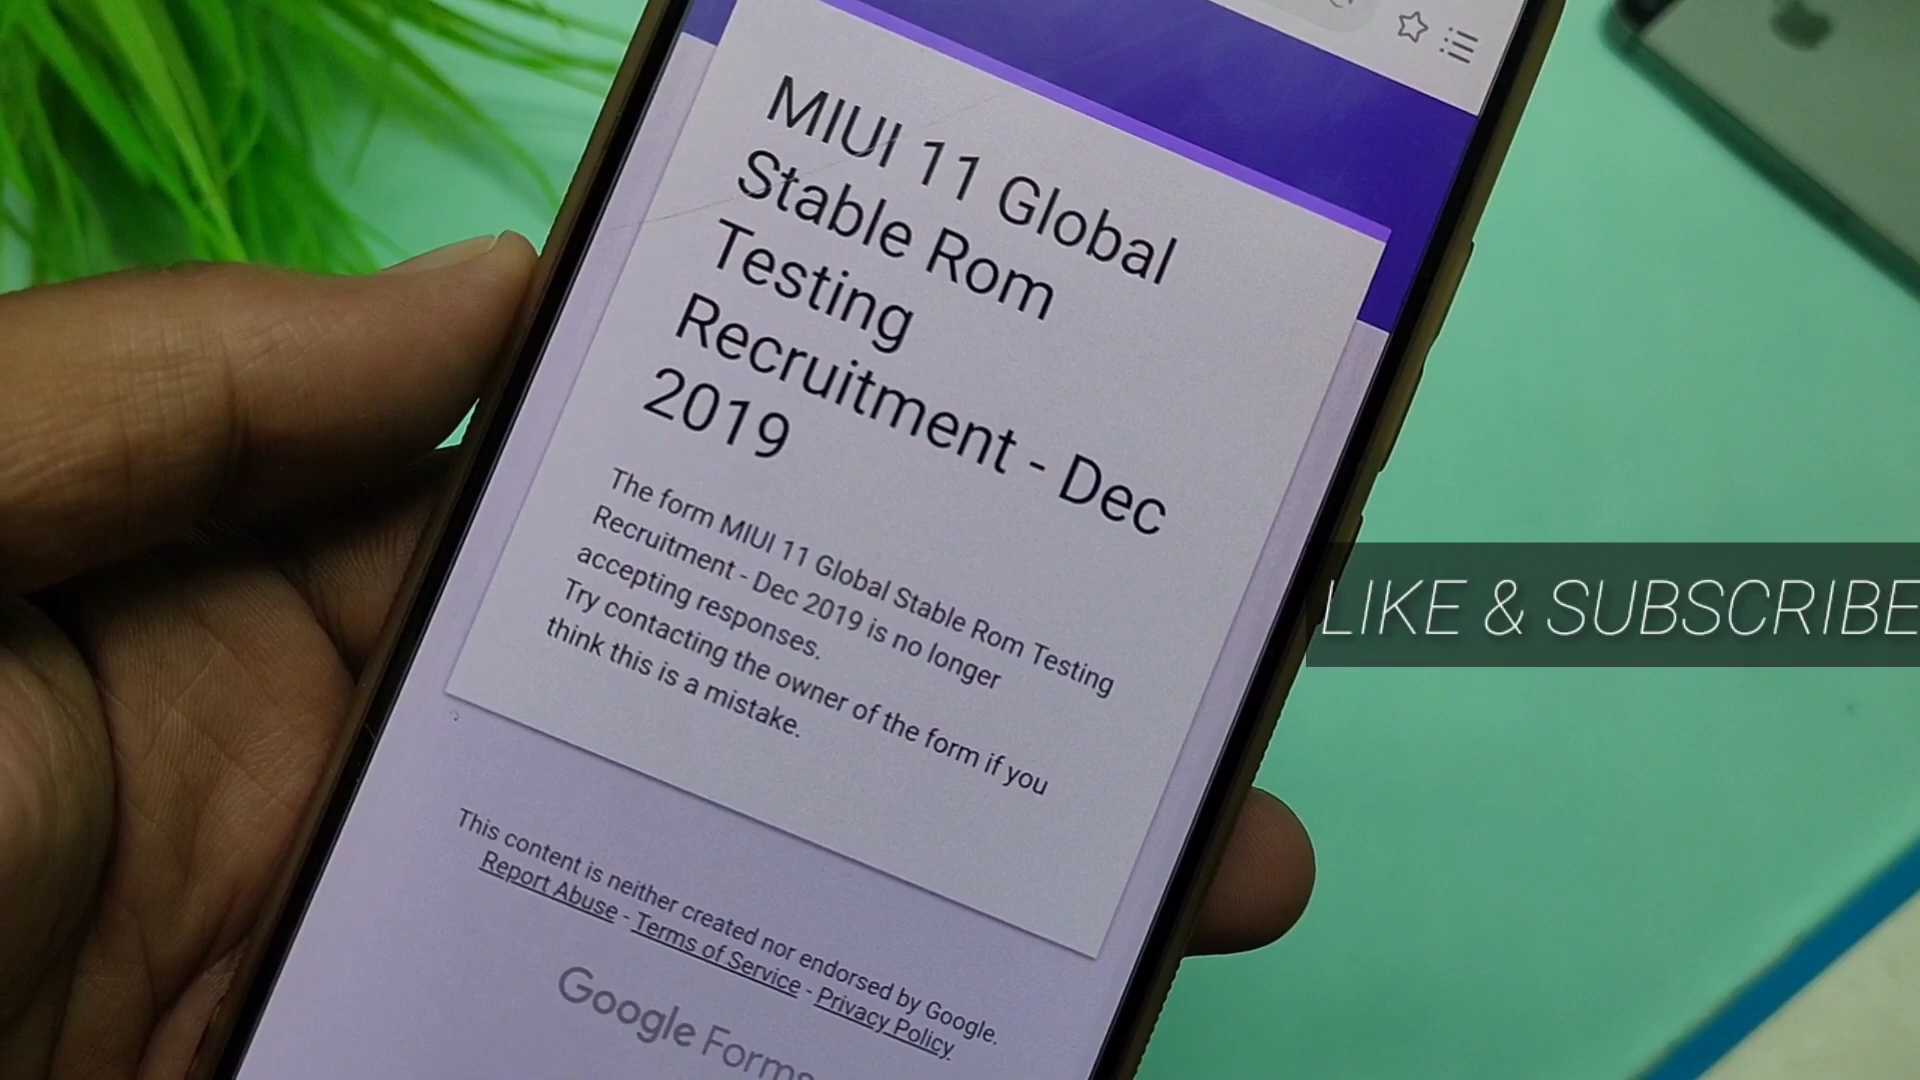 MIUI 11 Global
Stable Rom
Testing
Recruitment - Dec
2019
The form MIUI 11 Global Stable Rom Testing
Recruitment - Dec 2019 is no longer
accepting responses.
Try contacting the owner of the form if you
think this is a mistake.
This content is neither created nor endorsed by Google.
Report Abuse - Terms of Service - Privacy Policy
Google Forms
LIKE & SUBSCRIBE